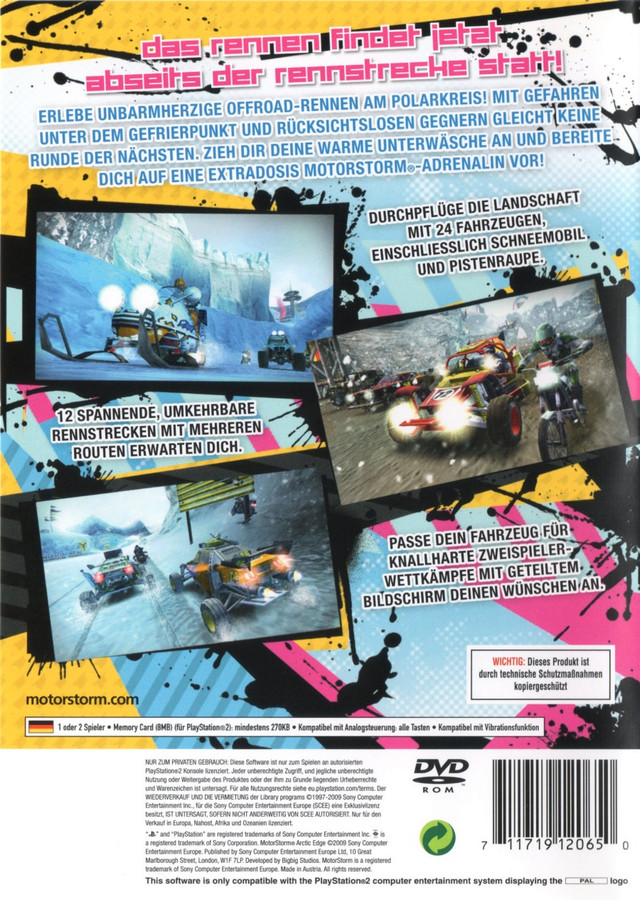 das rennen findet jetzt
abseits der rennstrecke statt!
ERLEBE UNBARMHERZIGE OFFROAD-RENNEN AM POLARKREIS! MIT GEFAHREN
UNTER DEM GEFRIERPUNKT UND RÜCKSICHTSLOSEN GEGNERN GLEICHT KEINE
RUNDE DER NÄCHSTEN. ZIEH DIR DEINE WARME UNTERWÄSCHE AN UND BEREITE
DICH AUF EINE EXTRADOSIS MOTORSTORM®-ADRENALIN VOR!
DURCHPFLÜGE DIE LANDSCHAFT
MIT 24 FAHRZEUGEN,
EINSCHLIESSLICH SCHNEEMOBIL
UND PISTENRAUPE.
12 SPANNENDE, UMKEHRBARE
RENNSTRECKEN MIT MEHREREN
ROUTEN ERWARTEN DICH.
PASSE DEIN FAHRZEUG FÜR
KNALLHARTE ZWEISPIELER-
WETTKÄMPFE MIT GETEILTEM
BILDSCHIRM DEINEN WÜNSCHEN AN.
WICHTIG: Dieses Produkt ist
durch technische Schutzmaßnahmen
kopiergeschützt
motorstorm.com
1 oder 2 Spieler • Memory Card (8MB) (für PlayStation®2): mindestens 270KB • Kompatibel mit Analogsteuerung: alle Tasten • Kompatibel mit Vibrationsfunktion
NUR ZUM PRIVATEN GEBRAUCH: Diese Software ist nur zum Spielen an autorisierten
PlayStation2 Konsole lizenziert. Jeder unberechtigte Zugriff, und jegliche unberechtigte
Nutzung oder Weitergabe des Produktes oder der ihm zu Grunde liegenden Urheberrechte
und Warenzeichen ist untersagt. Für alle Nutzungsrechte siehe eu.playstation.com/terms. Der
WIEDERVERKAUF UND DIE VERMIETUNG der Library programs ©1997-2009 Sony Computer
Entertainment Inc., für die Sony Computer Entertainment Europe (SCEE) eine Exklusivlizenz
besitzt, IST UNTERSAGT, SOFERN NICHT ANDERWEITIG VON SCEE AUTORISIERT. Nur für den
Verkauf in Europa, Nahost, Afrika und Ozeanien lizenziert.
" " and "PlayStation" are registered trademarks of Sony Computer Entertainment Inc. is
a registered trademark of Sony Corporation. MotorStorm® Arctic Edge ©2009 Sony Computer
Entertainment Europe. Published by Sony Computer Entertainment Europe Ltd, 10 Great
Marlborough Street, London, W1F 7LP. Developed by Bigbig Studios. MotorStorm is a registered
trademark of Sony Computer Entertainment Europe. Made in Austria. All rights reserved.
This software is only compatible with the PlayStation2 computer entertainment system displaying the PAL logo
DVD
ROM
7 11719 12065 0